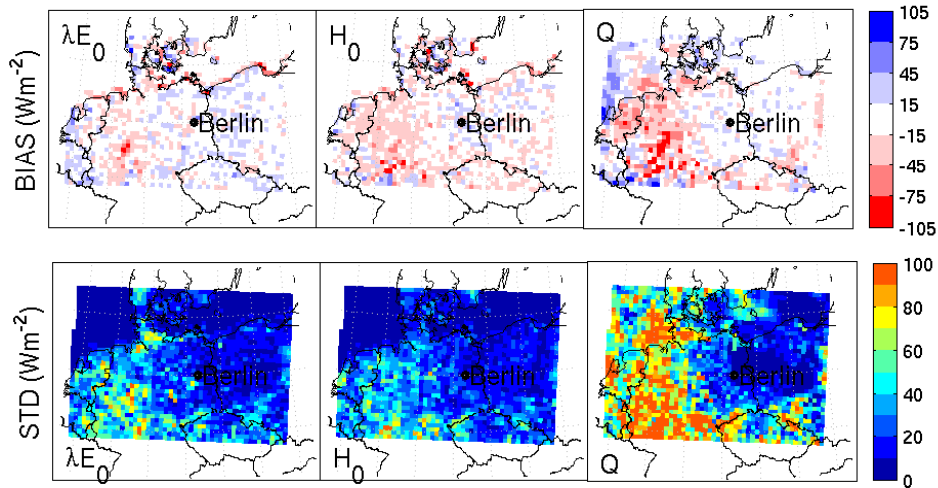 λE₀
H₀
Q
BIAS (Wm⁻²)
Berlin
Berlin
Berlin
105
75
45
15
-15
-45
-75
-105
STD (Wm⁻²)
Berlin
Berlin
Berlin
λE₀
H₀
Q
100
80
60
40
20
0